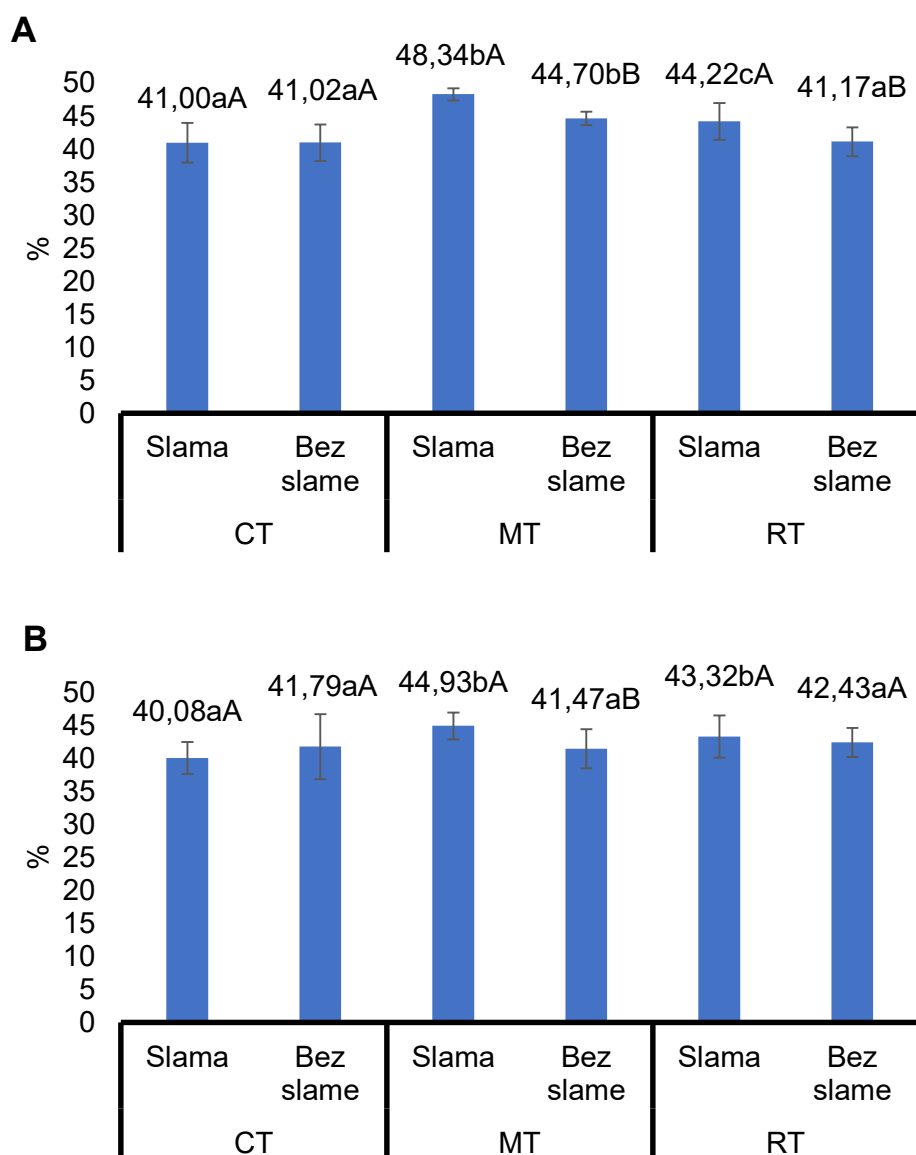 A
48,34bA
44,70bB
44,22cA
41,00aA
41,02aA
41,17aB
50
45
40
35
30
25
20
15
10
5
0
%
Slama
Bez
slame
Slama
Bez
slame
Slama
Bez
slame
CT
MT
RT
B
40,08aA
41,79aA
44,93bA
41,47aB
43,32bA
42,43aA
50
45
40
35
30
25
20
15
10
5
0
%
Slama
Bez
slame
Slama
Bez
slame
Slama
Bez
slame
CT
MT
RT